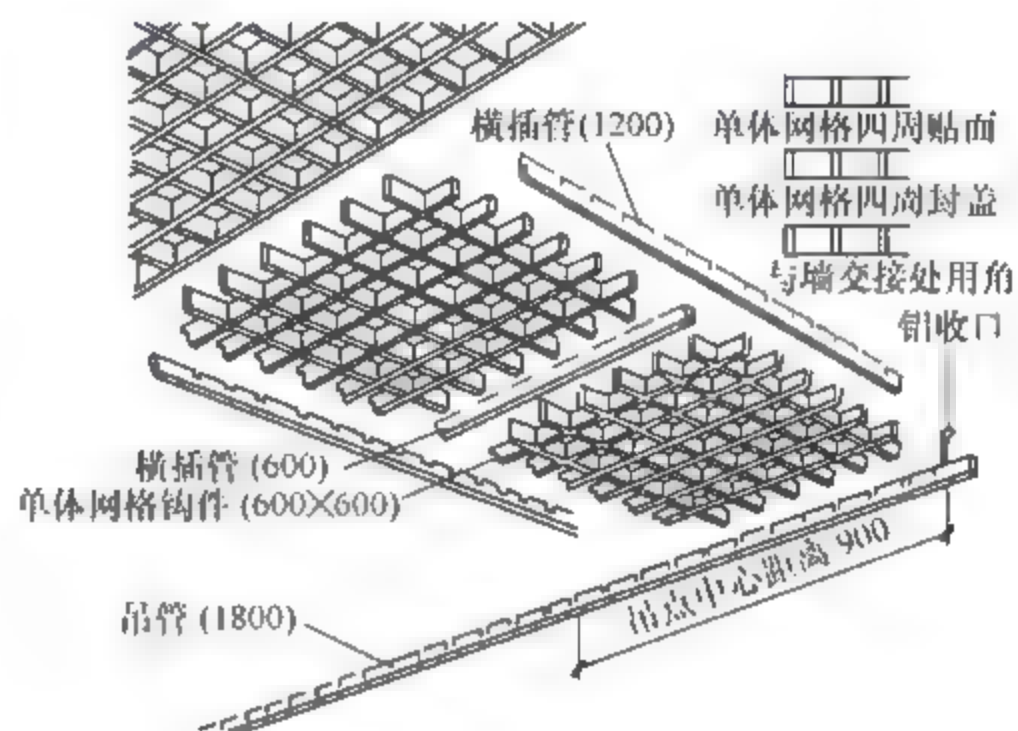 横插管(1200)
单体网格四周贴面
单体网格四周封盖
与墙交接处用角
铝收口
横插管(600)
单体网格钩件(600×600)
吊点中心距离 900
吊管(1800)